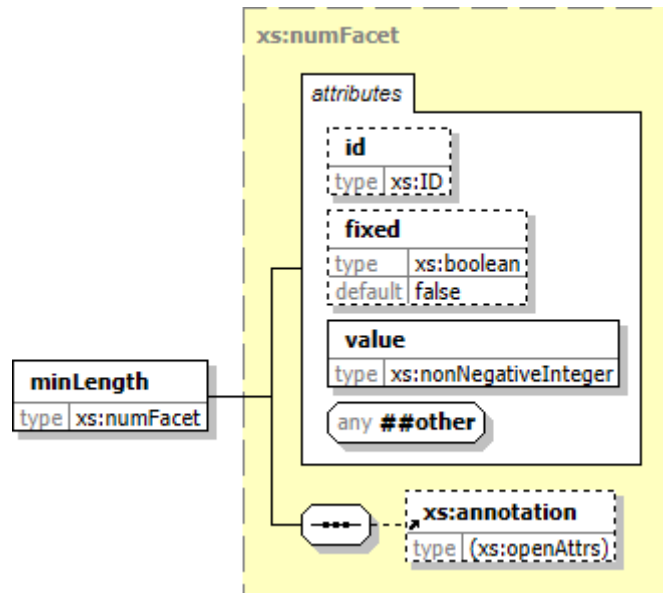 xs:numFacet
attributes
id
type xs:ID
fixed
type xs:boolean
default false
value
type xs:nonNegativeInteger
any ##other
minLength
type xs:numFacet
xs:annotation
type (xs:openAttrs)